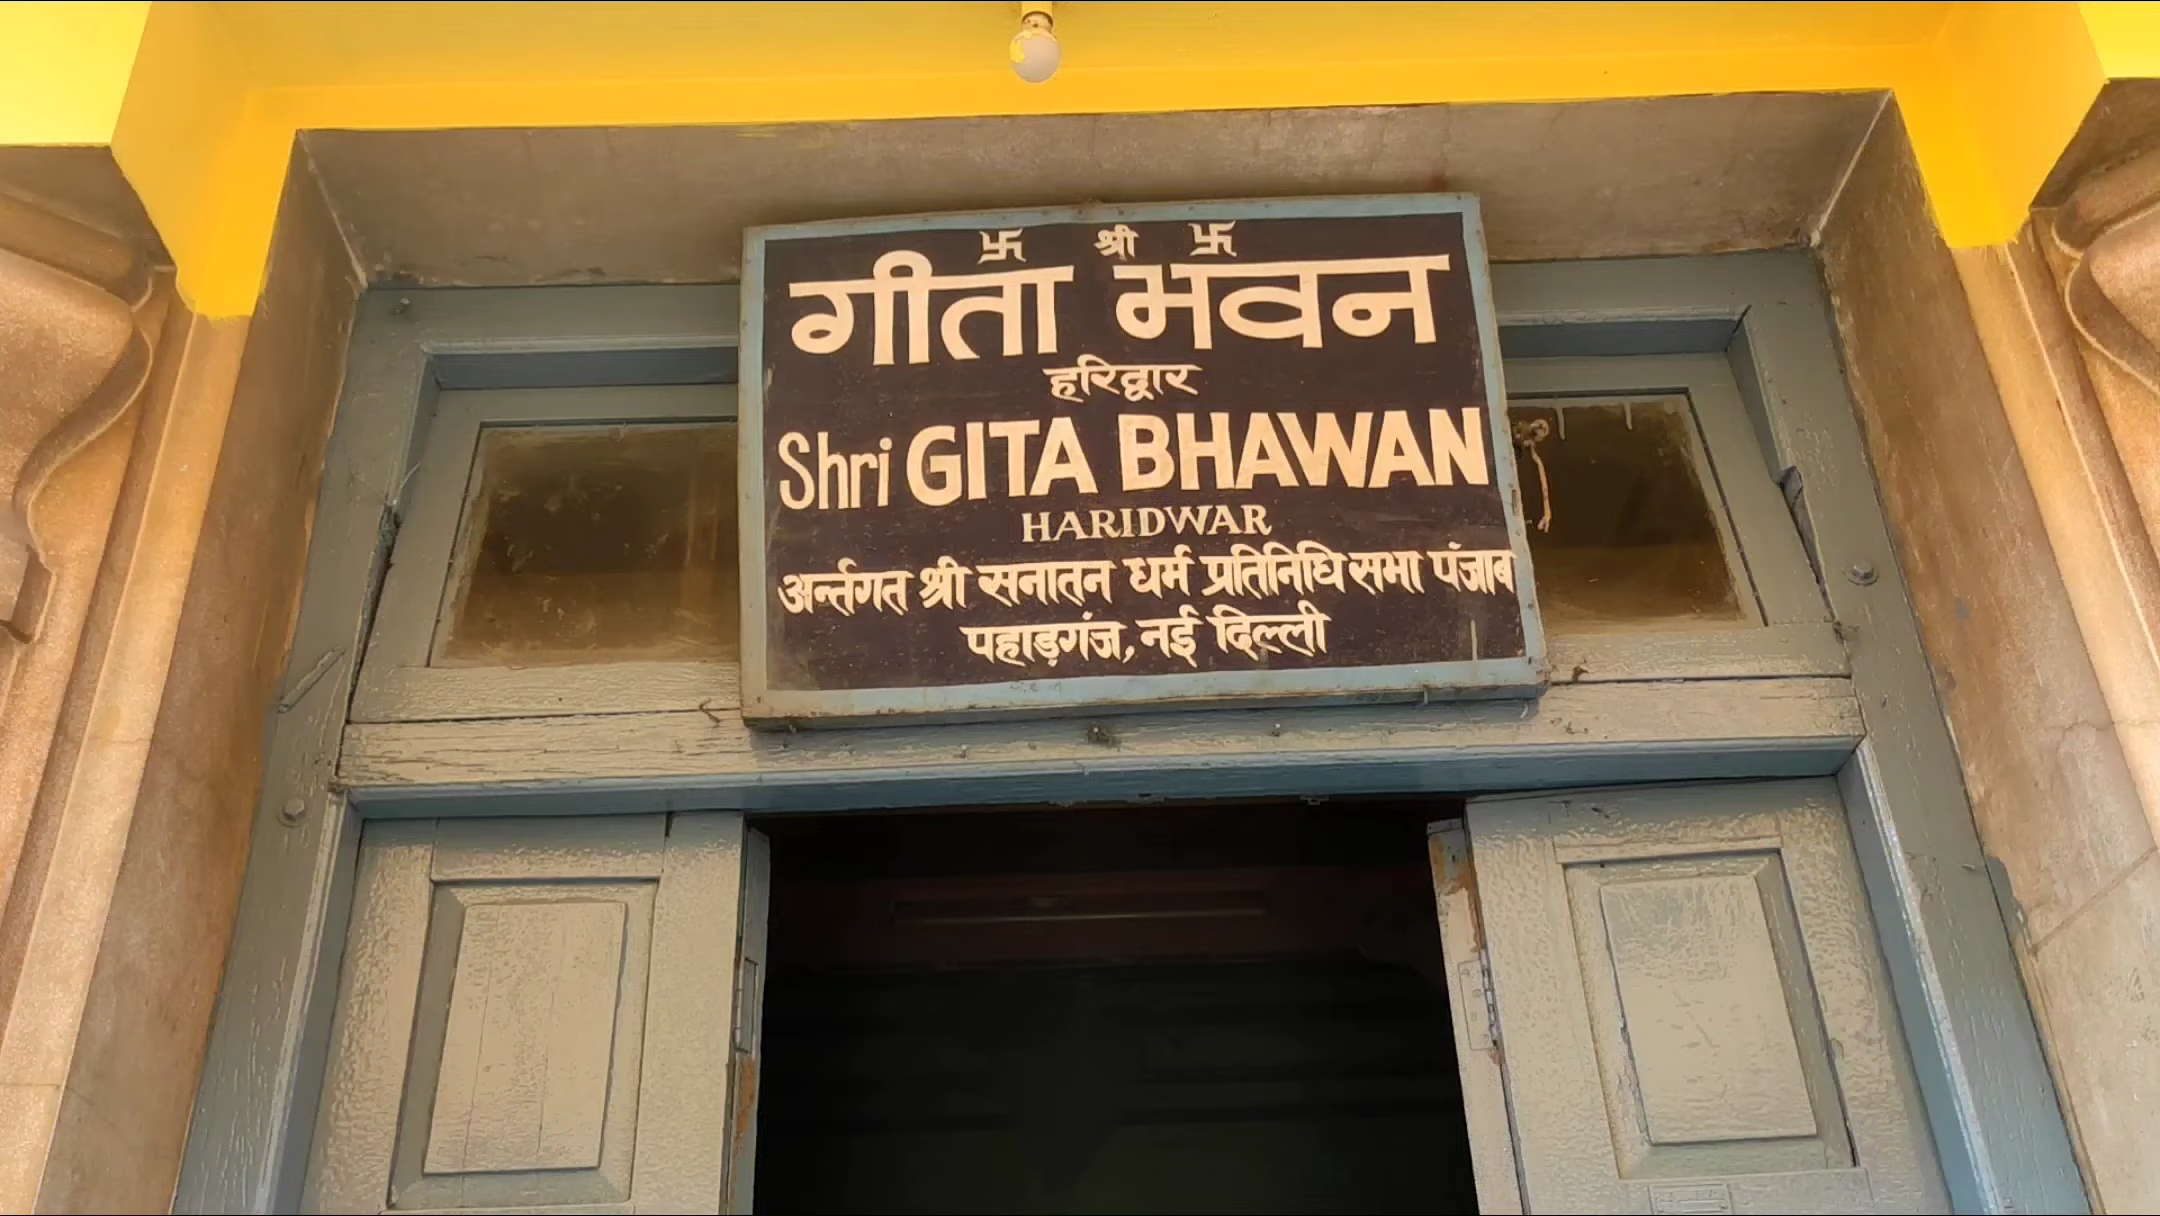 卐 श्री 卐
गीता भवन
हरिद्वार
Shri GITA BHAWAN
HARIDWAR
अर्न्तगत श्री सनातन धर्म प्रतिनिधि सभा पंजाब
पहाड़गंज, नई दिल्ली